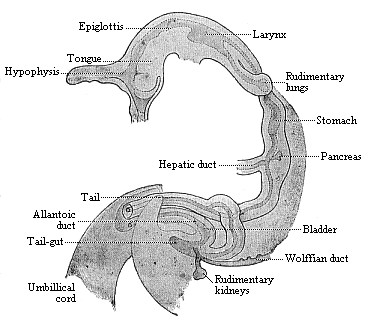 Epiglottis
Larynx
Tongue
Hypophysis
Rudimentary
lungs
Stomach
Hepatic duct
Pancreas
Tail
Allantoic
duct
Tail-gut
Bladder
Wolffian duct
Umbillical
cord
Rudimentary
kidneys